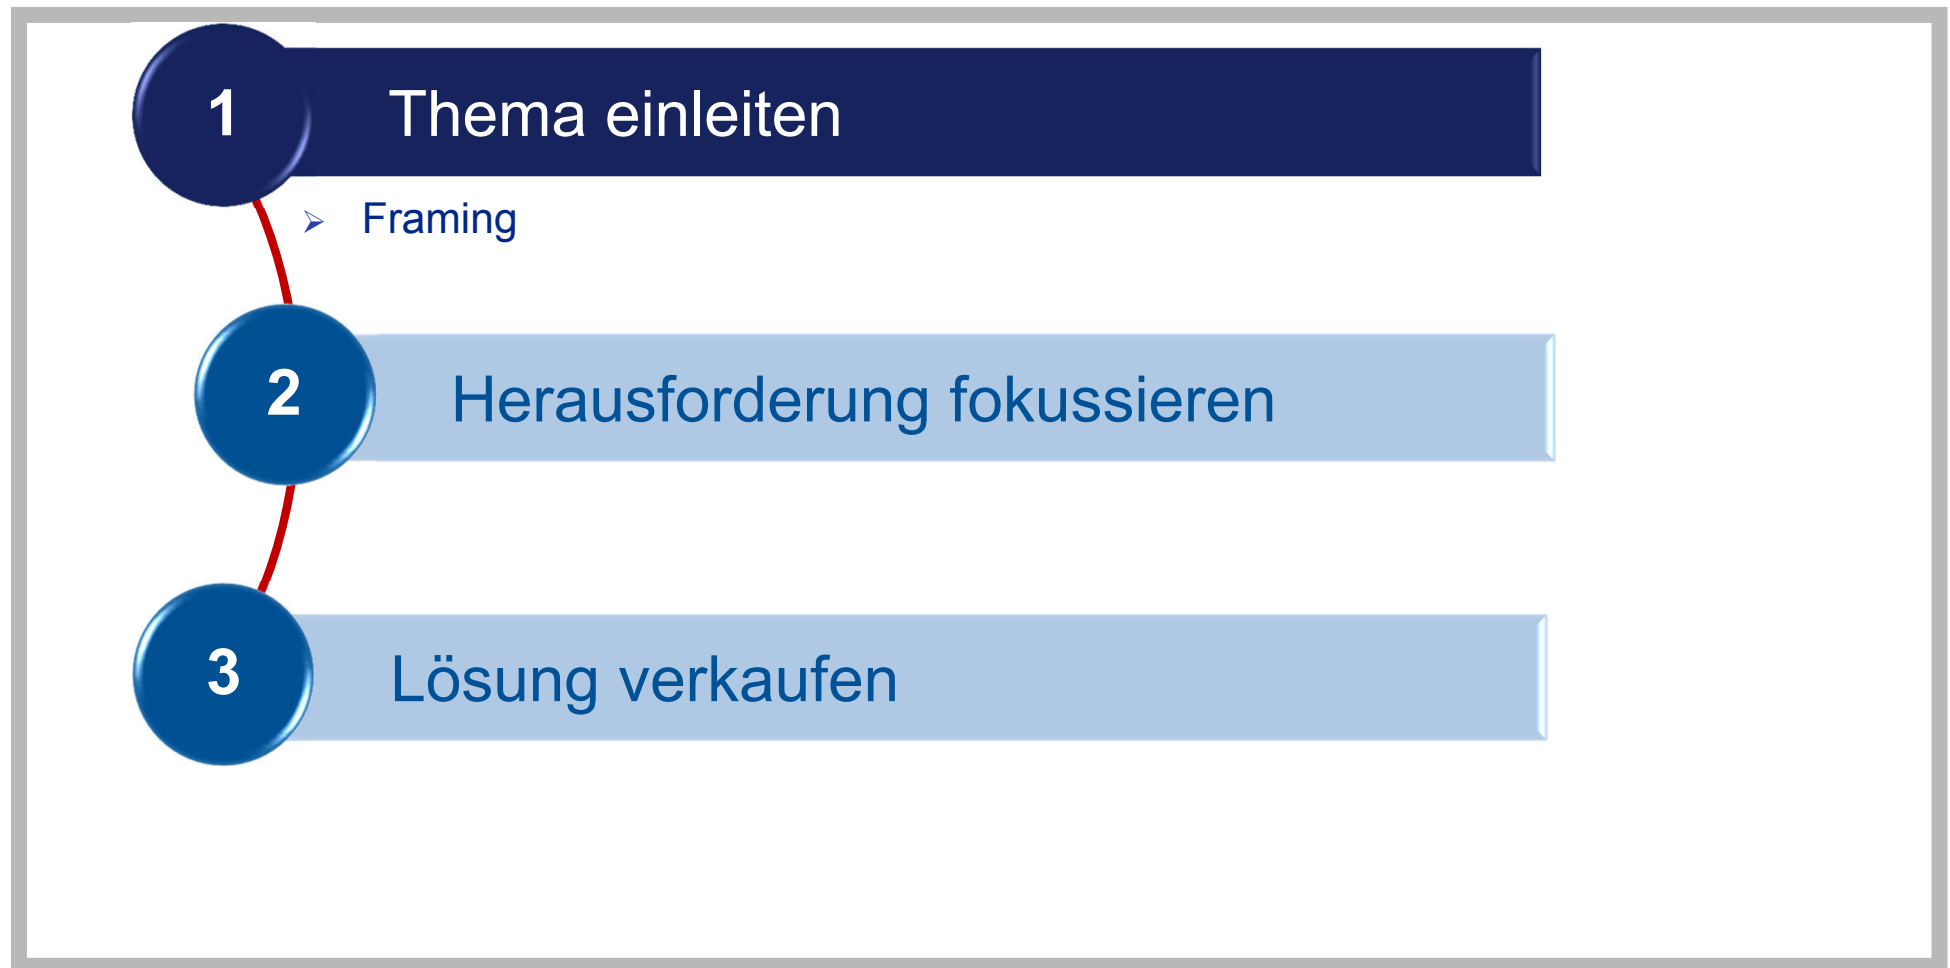 1
Thema einleiten
➢ Framing
2
Herausforderung fokussieren
3
Lösung verkaufen